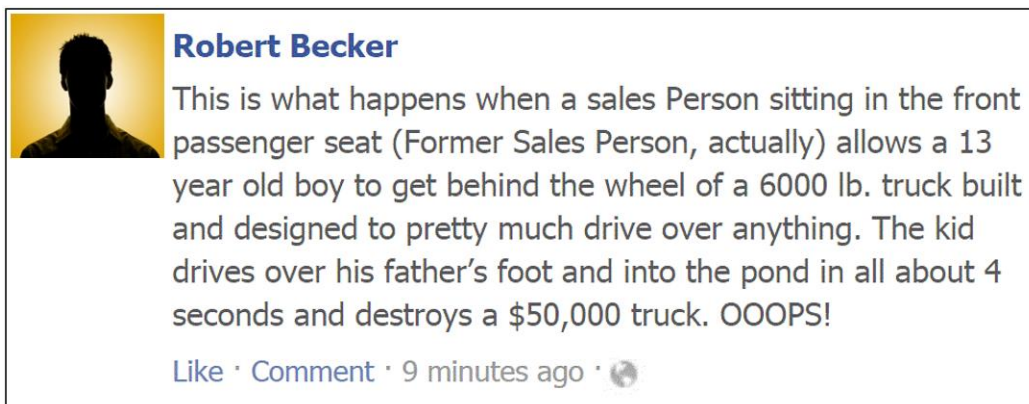 Robert Becker
This is what happens when a sales Person sitting in the front
passenger seat (Former Sales Person, actually) allows a 13
year old boy to get behind the wheel of a 6000 lb. truck built
and designed to pretty much drive over anything. The kid
drives over his father’s foot and into the pond in all about 4
seconds and destroys a $50,000 truck. OOOPS!
Like · Comment · 9 minutes ago ·